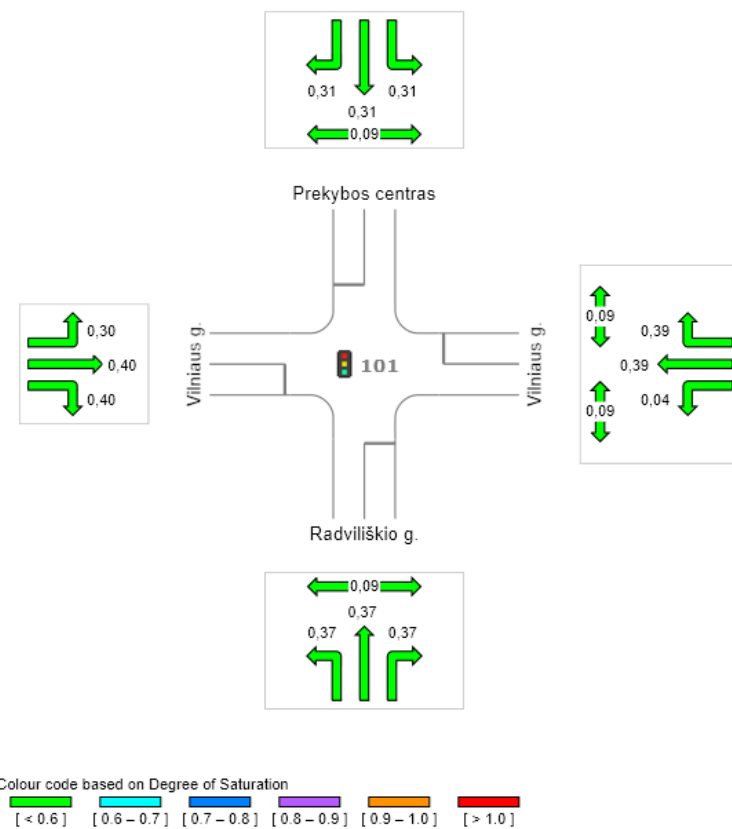 0,31 0,31
0,31
0,09
Prekybos centras
0,30
0,40
0,40
Vilniaus g.
101
Vilniaus g.
0,09
0,39
0,39
0,09
0,04
Radviliškio g.
0,09
0,37
0,37 0,37
Colour code based on Degree of Saturation
[ < 0.6 ] [ 0.6 – 0.7 ] [ 0.7 – 0.8 ] [ 0.8 – 0.9 ] [ 0.9 – 1.0 ] [ > 1.0 ]